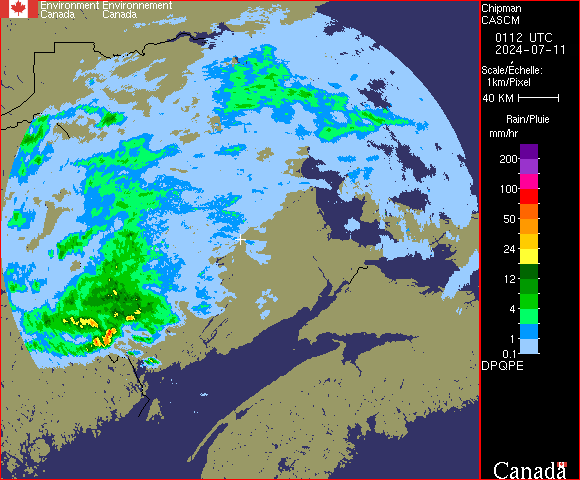 Environment Environnement
Canada Canada
Chipman
CASCM
0112 UTC
2024-07-11
Scale/Échelle:
1km/Pixel
40 KM
Rain/Pluie
mm/hr
200
100
50
24
12
4
1
0.1
DPQPE
Canada